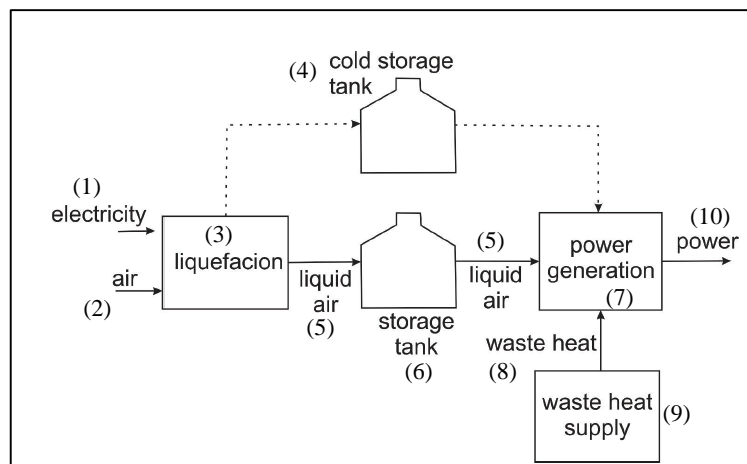 (4) cold storage
tank
(1)
electricity
(3)
liquefacion
air
(2)
liquid
air
(5)
storage
tank
(6)
(5)
liquid
air
power
generation
(7)
(10)
power
waste heat
(8)
waste heat
supply
(9)